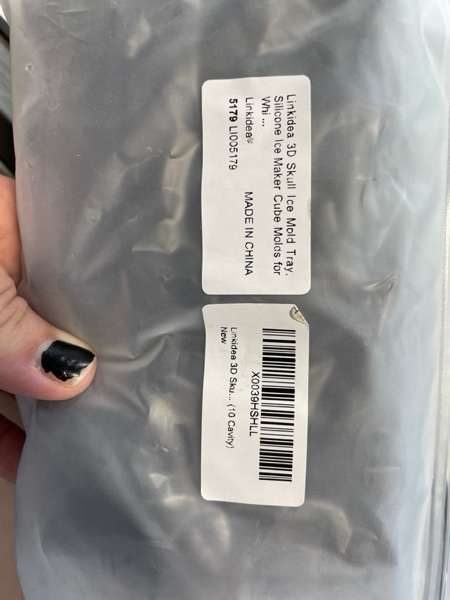 Linkidea 3D Skull Ice Mold Tray,
Silicone Ice Maker Cube Molds for
Whi...
Linkidea® MADE IN CHINA
5179 LI005179
X0039HSHLL
Linkidea 3D Sku... (10 Cavity)
New